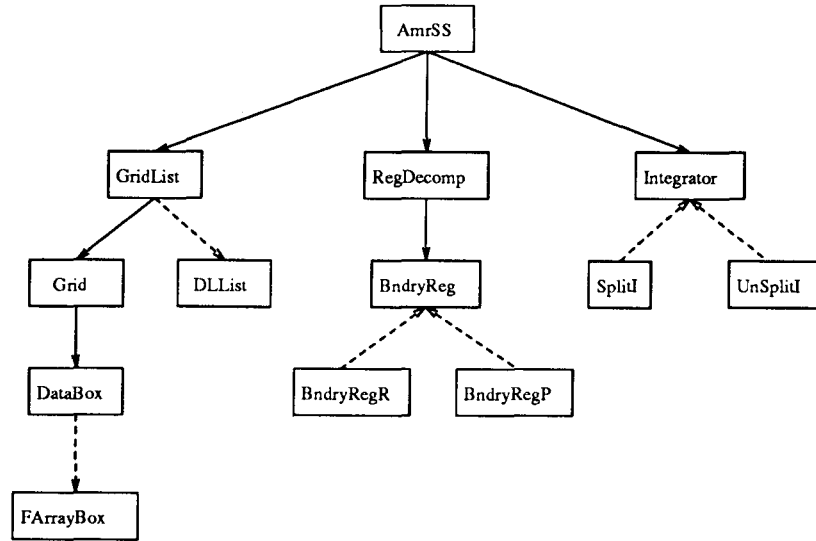 AmrSS
GridList
RegDecomp
Integrator
Grid
DLList
BndryReg
SplitI
UnSplitI
DataBox
BndryRegR
BndryRegP
FArrayBox